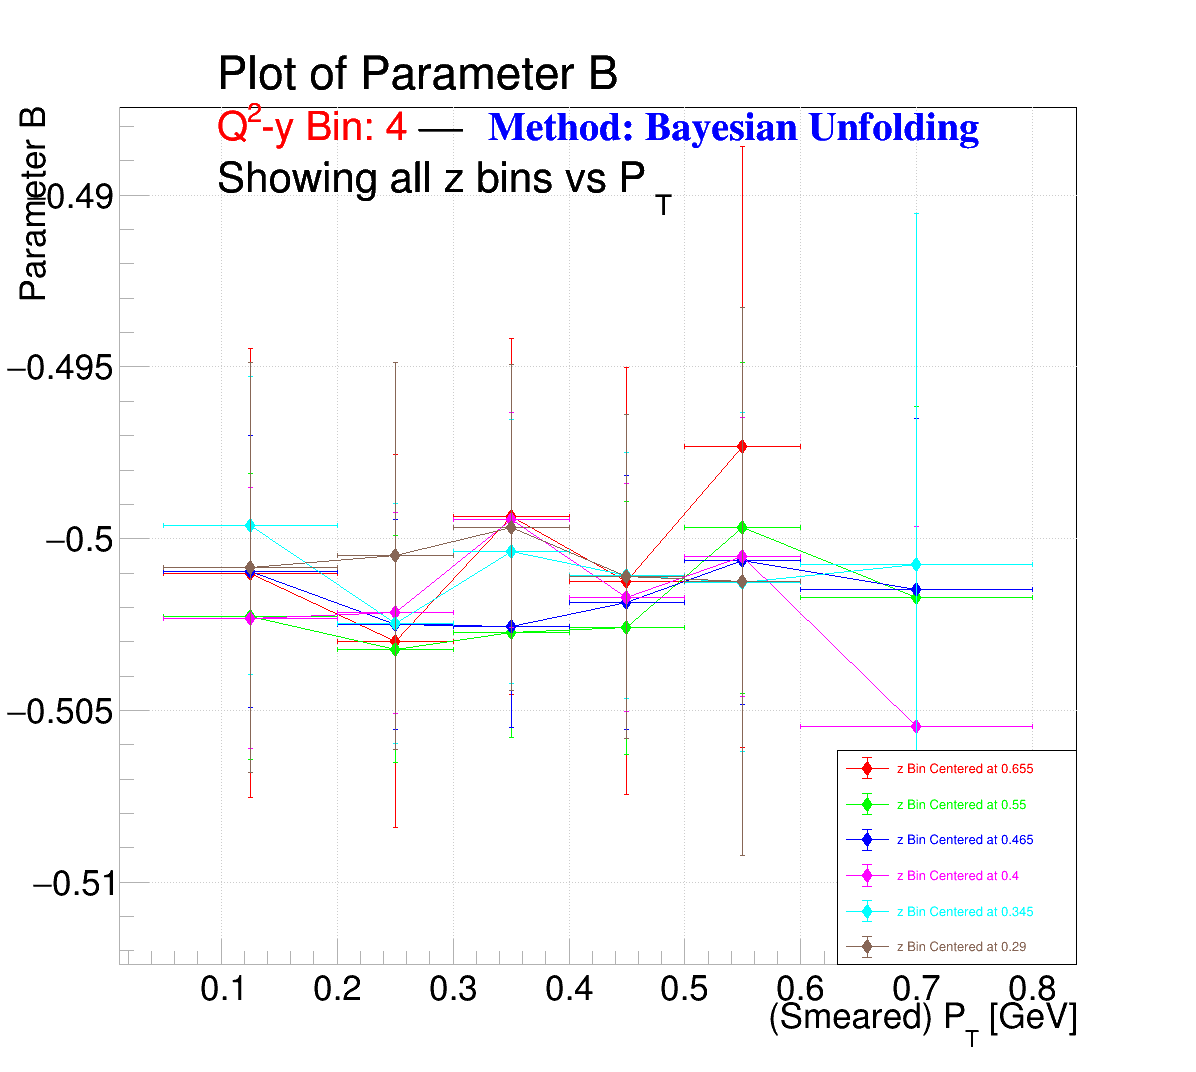 Plot of Parameter B
Q²-y Bin: 4 — Method: Bayesian Unfolding
Showing all z bins vs P_T
Parameter B
−0.49
−0.495
−0.5
−0.505
−0.51
z Bin Centered at 0.655
z Bin Centered at 0.55
z Bin Centered at 0.465
z Bin Centered at 0.4
z Bin Centered at 0.345
z Bin Centered at 0.29
0.1 0.2 0.3 0.4 0.5 0.6 0.7 0.8
(Smeared) P_T [GeV]